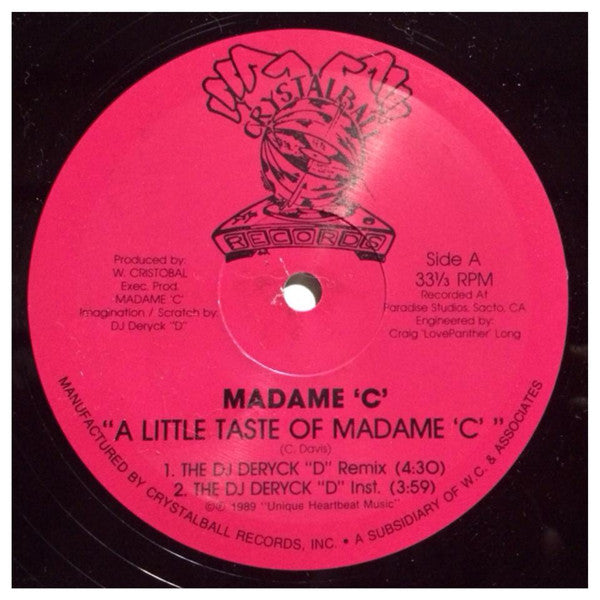 CRYSTALBALL
RECORDS
Produced by:
W. CRISTOBAL
Exec. Prod.
MADAME 'C'
Imagination / Scratch by:
DJ Deryck "D"
Side A
33⅓ RPM
Recorded At
Paradise Studios, Sacto, CA.
Engineered by:
Craig 'LovePanther' Long
MADAME 'C'
"A LITTLE TASTE OF MADAME 'C' "
(C. Davis)
1. THE DJ DERYCK "D" Remix (4:30)
2. THE DJ DERYCK "D" Inst. (3:59)
©℗ 1989 "Unique Heartbeat Music"
MANUFACTURED BY CRYSTALBALL RECORDS, INC. • A SUBSIDIARY OF W.C. & ASSOCIATES